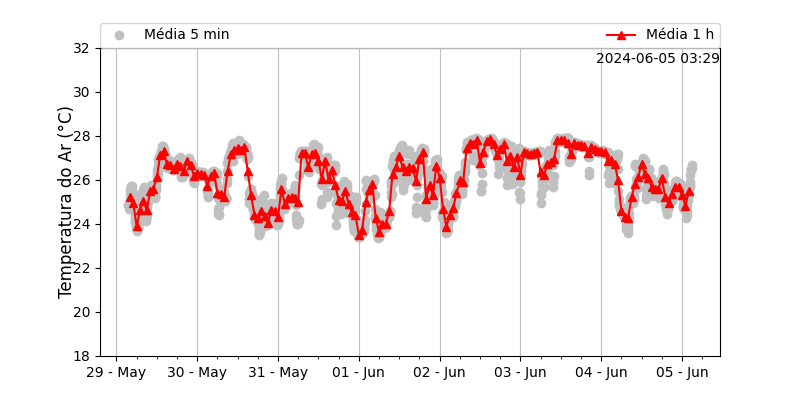 Média 5 min
Média 1 h
2024-06-05 03:29
Temperatura do Ar (°C)
32
30
28
26
24
22
20
18
29 - May
30 - May
31 - May
01 - Jun
02 - Jun
03 - Jun
04 - Jun
05 - Jun